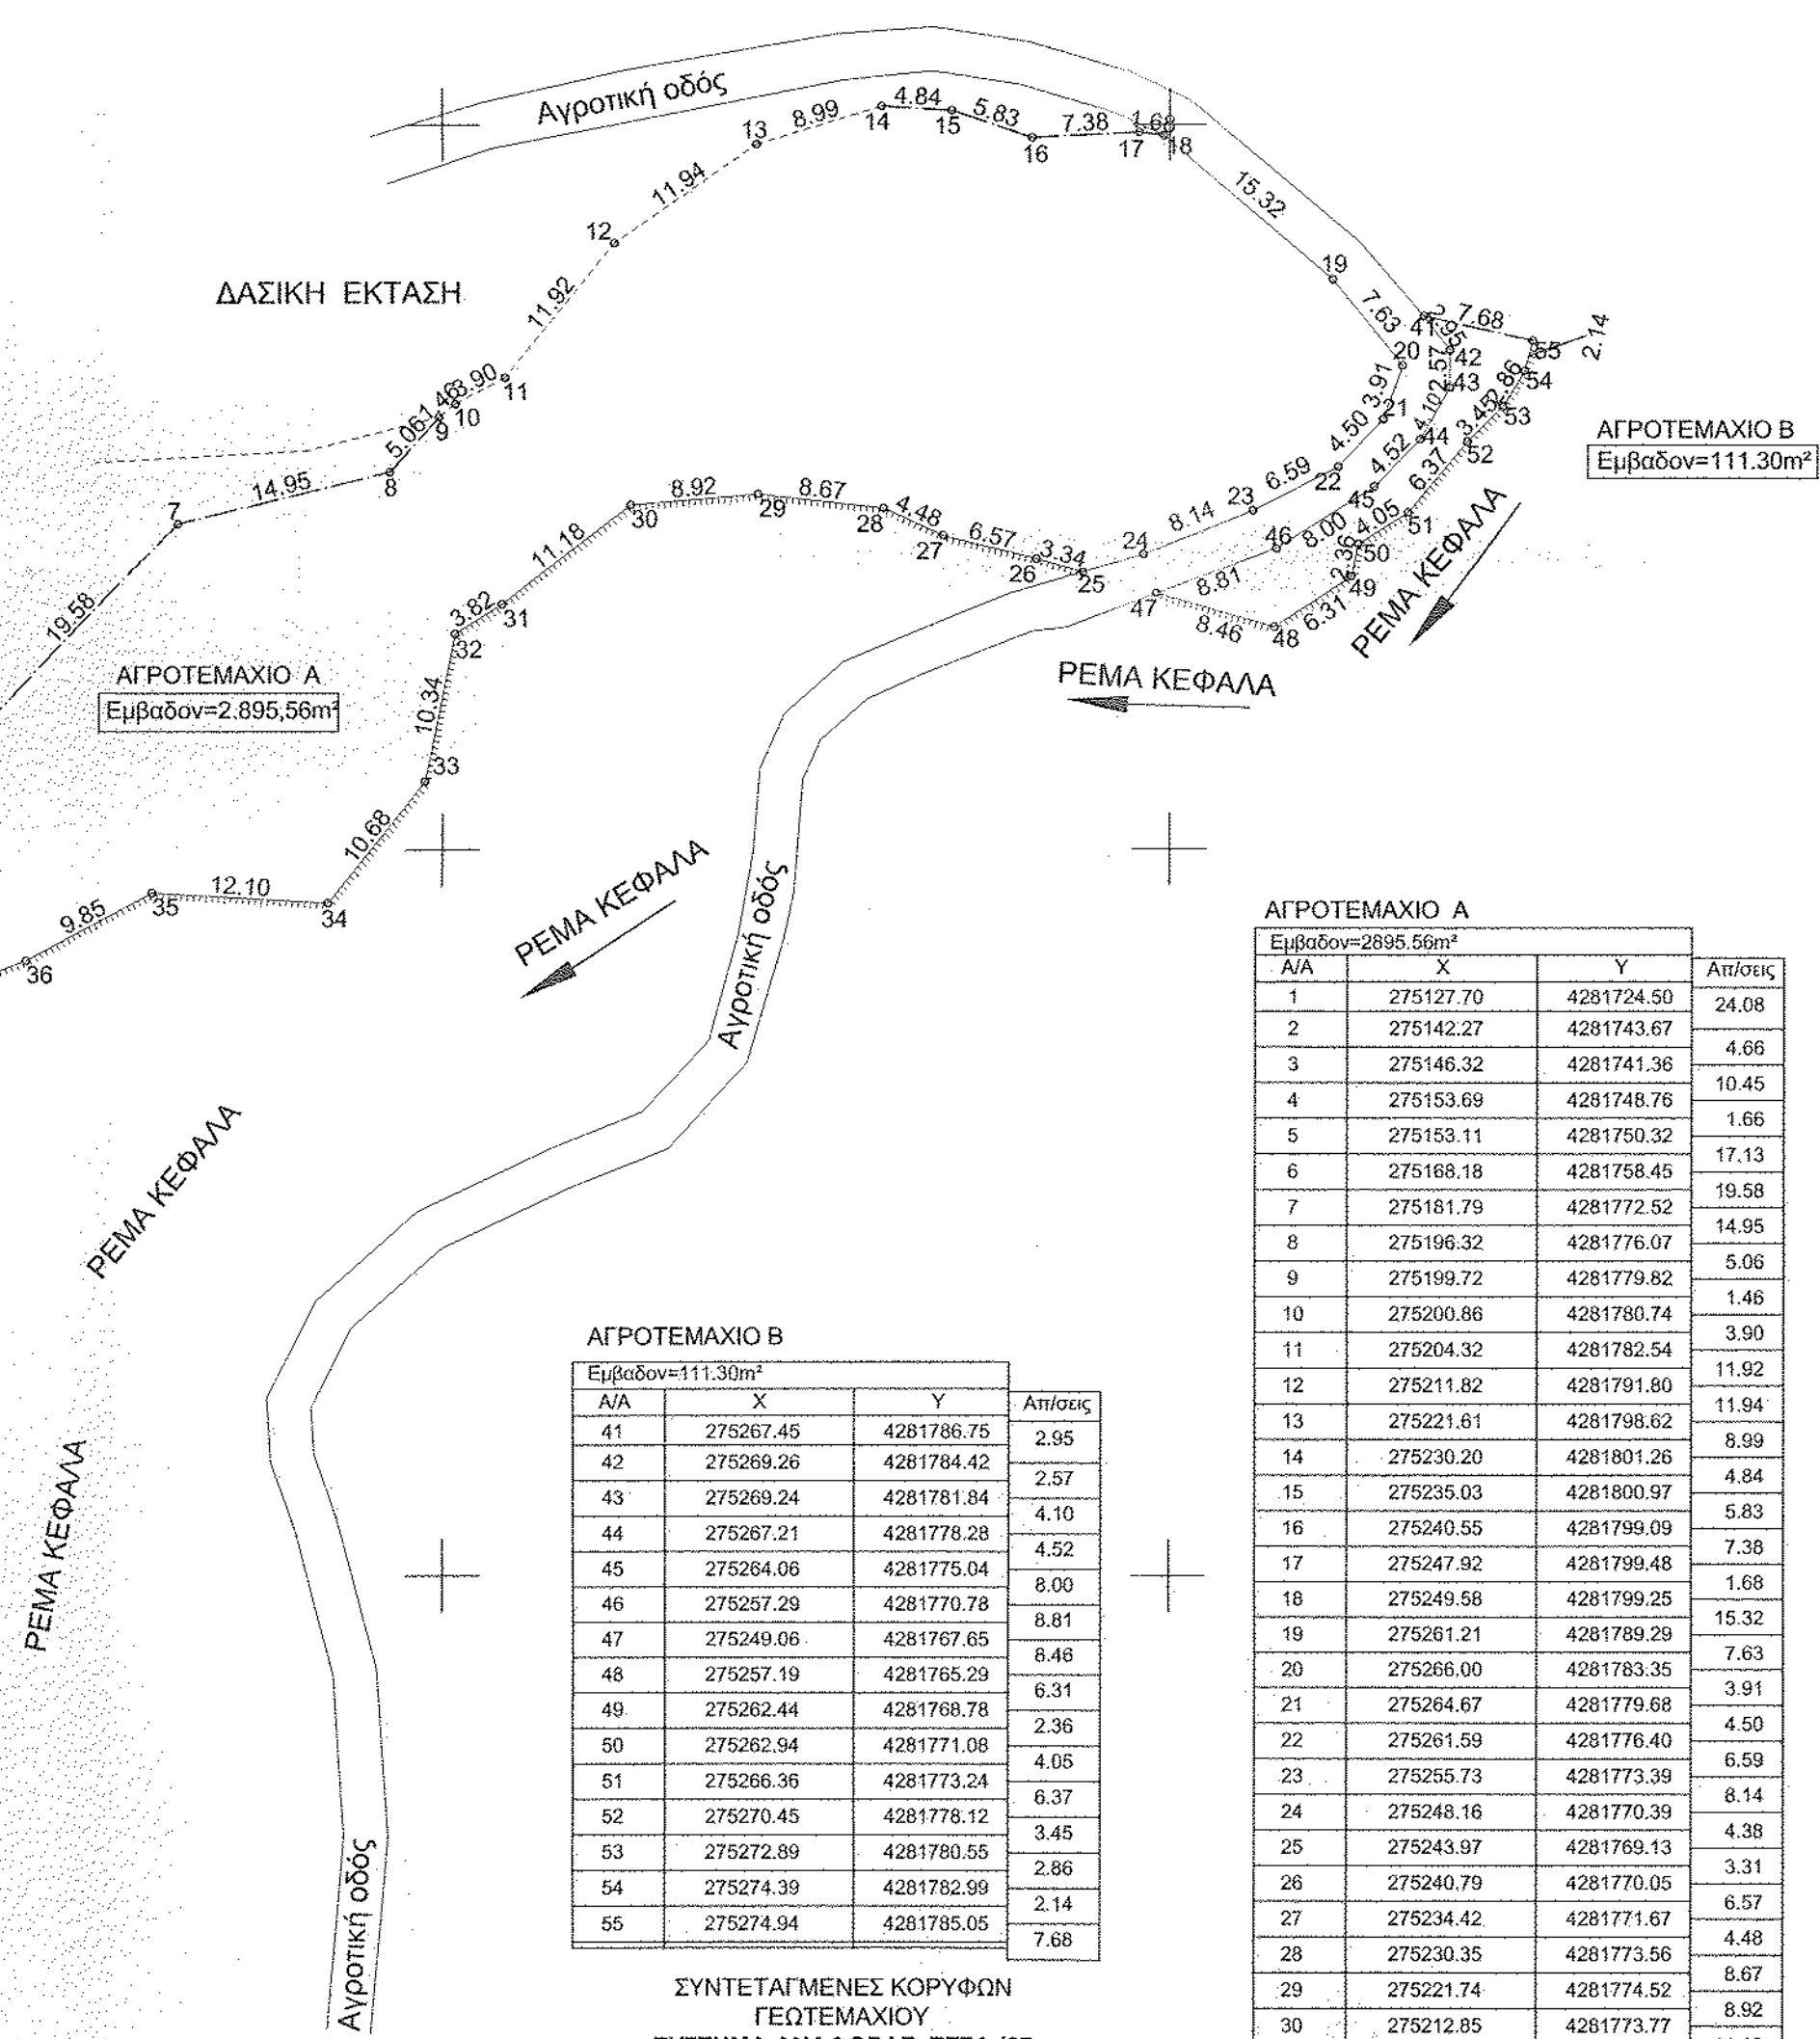 Αγροτική οδός
13
8.99
14
4.84
15
5.83
16
7.38
17
1.68
18
11.94
12
15.32
19
ΔΑΣΙΚΗ ΕΚΤΑΣΗ
11.92
7.63
41
7.68
2.95
55
2.14
20
42
2.57
43
2.86
54
3.91
21
4.10
3.45
53
44
52
ΑΓΡΟΤΕΜΑΧΙΟ Β
Εμβαδον=111.30m²
3.90
11
1.46
10
9
5.06
8
14.95
7
4.50
22
4.52
45
6.37
51
6.59
23
8.14
24
8.00
46
4.05
50
2.36
49
30
8.92
29
8.67
28
4.48
27
6.57
26
3.34
25
8.81
47
8.46
48
6.31
ΡΕΜΑ ΚΕΦΑΛΑ
11.18
19.58
3.82
31
32
ΑΓΡΟΤΕΜΑΧΙΟ Α
Εμβαδον=2.895,56m²
ΡΕΜΑ ΚΕΦΑΛΑ
10.34
33
10.68
12.10
35
34
9.85
36
ΡΕΜΑ ΚΕΦΑΛΑ
Αγροτική οδός
ΡΕΜΑ ΚΕΦΑΛΑ
ΡΕΜΑ ΚΕΦΑΛΑ
Αγροτική οδός
ΑΓΡΟΤΕΜΑΧΙΟ Β
Εμβαδον=111.30m²
Α/Α Χ Υ Απ/σεις
41 275267.45 4281786.75 2.95
42 275269.26 4281784.42 2.57
43 275269.24 4281781.84 4.10
44 275267.21 4281778.28 4.52
45 275264.06 4281775.04 8.00
46 275257.29 4281770.78 8.81
47 275249.06 4281767.65 8.46
48 275257.19 4281765.29 6.31
49 275262.44 4281768.78 2.36
50 275262.94 4281771.08 4.05
51 275266.36 4281773.24 6.37
52 275270.45 4281778.12 3.45
53 275272.89 4281780.55 2.86
54 275274.39 4281782.99 2.14
55 275274.94 4281785.05 7.68
ΣΥΝΤΕΤΑΓΜΕΝΕΣ ΚΟΡΥΦΩΝ
ΓΕΩΤΕΜΑΧΙΟΥ
ΑΓΡΟΤΕΜΑΧΙΟ Α
Εμβαδον=2895.56m²
Α/Α Χ Υ Απ/σεις
1 275127.70 4281724.50 24.08
2 275142.27 4281743.67 4.66
3 275146.32 4281741.36 10.45
4 275153.69 4281748.76 1.66
5 275153.11 4281750.32 17.13
6 275168.18 4281758.45 19.58
7 275181.79 4281772.52 14.95
8 275196.32 4281776.07 5.06
9 275199.72 4281779.82 1.46
10 275200.86 4281780.74 3.90
11 275204.32 4281782.54 11.92
12 275211.82 4281791.80 11.94
13 275221.61 4281798.62 8.99
14 275230.20 4281801.26 4.84
15 275235.03 4281800.97 5.83
16 275240.55 4281799.09 7.38
17 275247.92 4281799.48 1.68
18 275249.58 4281799.25 15.32
19 275261.21 4281789.29 7.63
20 275266.00 4281783.35 3.91
21 275264.67 4281779.68 4.50
22 275261.59 4281776.40 6.59
23 275255.73 4281773.39 8.14
24 275248.16 4281770.39 4.38
25 275243.97 4281769.13 3.31
26 275240.79 4281770.05 6.57
27 275234.42 4281771.67 4.48
28 275230.35 4281773.56 8.67
29 275221.74 4281774.52 8.92
30 275212.85 4281773.77